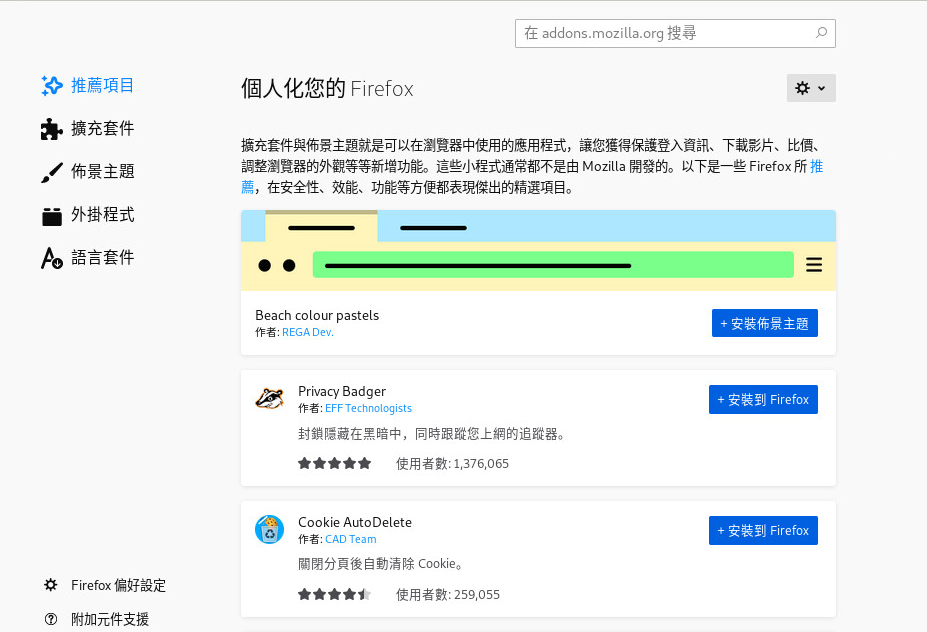 在 addons.mozilla.org 搜尋
推薦項目
擴充套件
佈景主題
外掛程式
語言套件
Firefox 偏好設定
附加元件支援
個人化您的 Firefox
擴充套件與佈景主題就是可以在瀏覽器中使用的應用程式，讓您獲得保護登入資訊、下載影片、比價、
調整瀏覽器的外觀等等新增功能。這些小程式通常都不是由 Mozilla 開發的。以下是一些 Firefox 所 推
薦，在安全性、效能、功能等方便都表現傑出的精選項目。
Beach colour pastels
作者: REGA Dev.
+ 安裝佈景主題
Privacy Badger
作者: EFF Technologists
+ 安裝到 Firefox
封鎖隱藏在黑暗中，同時跟蹤您上網的追蹤器。
使用者數: 1,376,065
Cookie AutoDelete
作者: CAD Team
+ 安裝到 Firefox
關閉分頁後自動清除 Cookie。
使用者數: 259,055